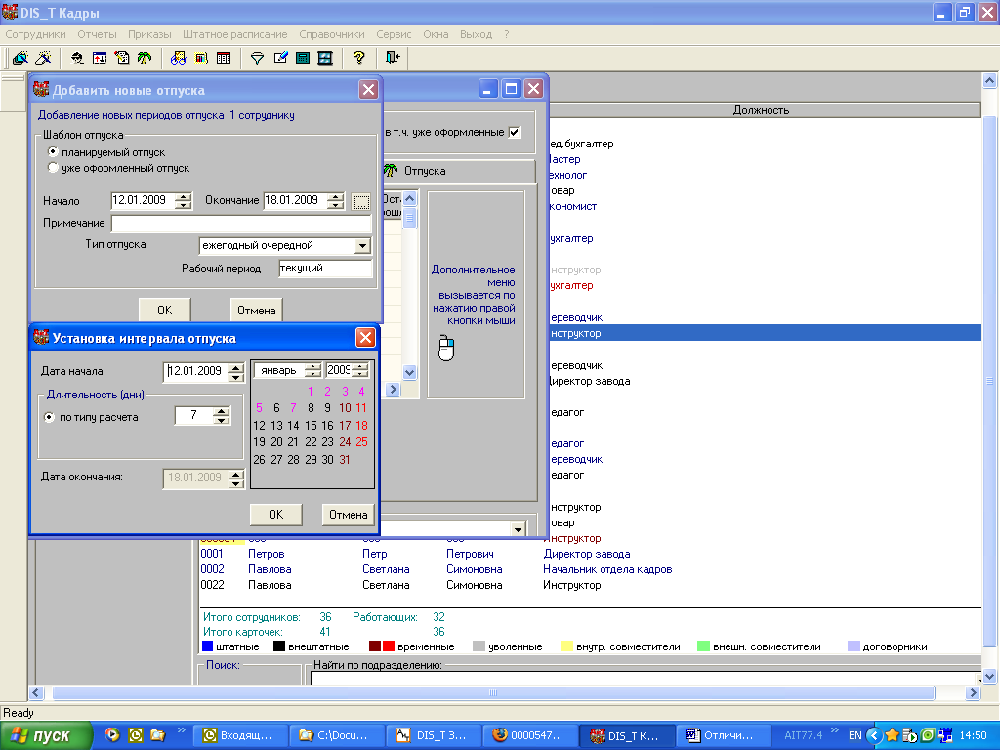 DIS_T Кадры
Сотрудники Отчеты Приказы Штатное расписание Справочники Сервис Окна Выход ?
Добавить новые отпуска
Добавление новых периодов отпуска 1 сотруднику
Шаблон отпуска
планируемый отпуск
уже оформленный отпуск
Начало 12.01.2009 Окончание 18.01.2009
Примечание
Тип отпуска ежегодный очередной
Рабочий период текущий
OK Отмена
в т.ч. уже оформленные
Отпуска
Дополнительное
меню
вызывается по
нажатию правой
кнопки мыши
Установка интервала отпуска
Дата начала 12.01.2009
Длительность (дни)
по типу расчета 7
Дата окончания: 18.01.2009
январь 2009
1 2 3 4
5 6 7 8 9 10 11
12 13 14 15 16 17 18
19 20 21 22 23 24 25
26 27 28 29 30 31
OK Отмена
Должность
ед.бухгалтер
астер
ехнолог
овар
кономист
ухгалтер
нструктор
ухгалтер
ереводчик
нструктор
ереводчик
Директор завода
едагог
едагог
ереводчик
едагог
нструктор
овар
Инструктор
0001 Петров Петр Петрович Директор завода
0002 Павлова Светлана Симоновна Начальник отдела кадров
0022 Павлова Светлана Симоновна Инструктор
Итого сотрудников: 36 Работающих: 32
Итого карточек: 41 36
штатные внештатные временные уволенные внутр. совместители внешн. совместители договорники
Поиск: Найти по подразделению:
Ready
пуск Входящ... C:\Docu... DIS_T З... 0000547... DIS_T К... Отличи... AIT77.4 EN 14:50